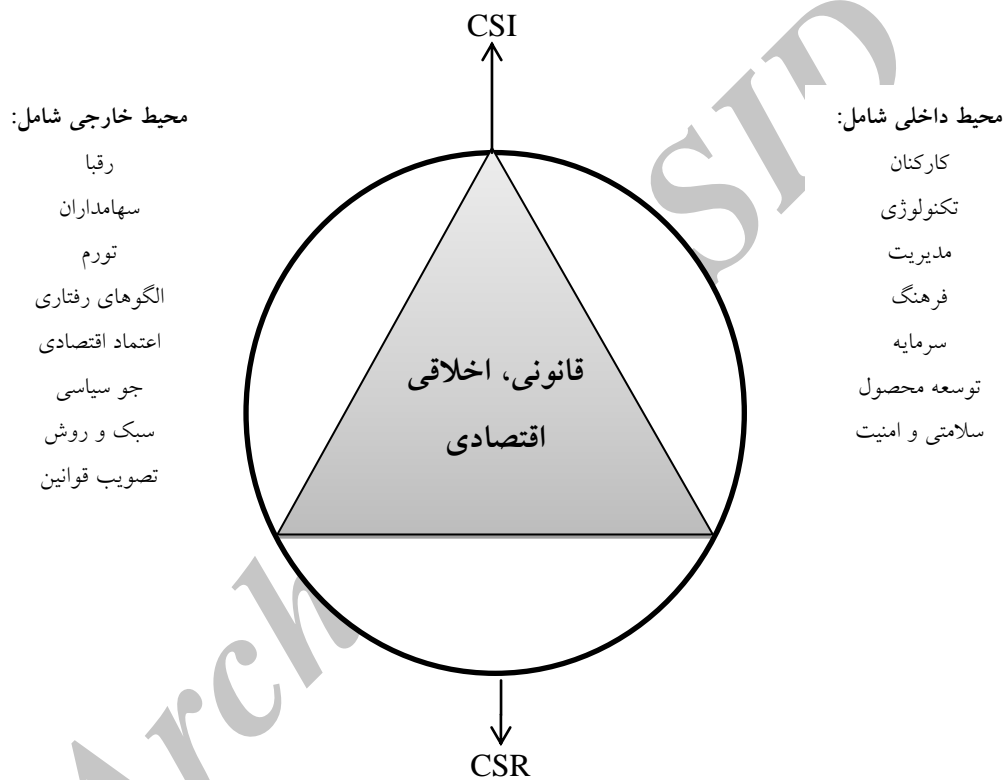 CSI
محیط داخلی شامل:
کارکنان
تکنولوژی
مدیریت
فرهنگ
سرمایه
توسعه محصول
سلامتی و امنیت
محیط خارجی شامل:
رقبا
سهامداران
تورم
الگوهای رفتاری
اعتماد اقتصادی
جو سیاسی
سبک و روش
تصویب قوانین
قانونی، اخلاقی
اقتصادی
CSR